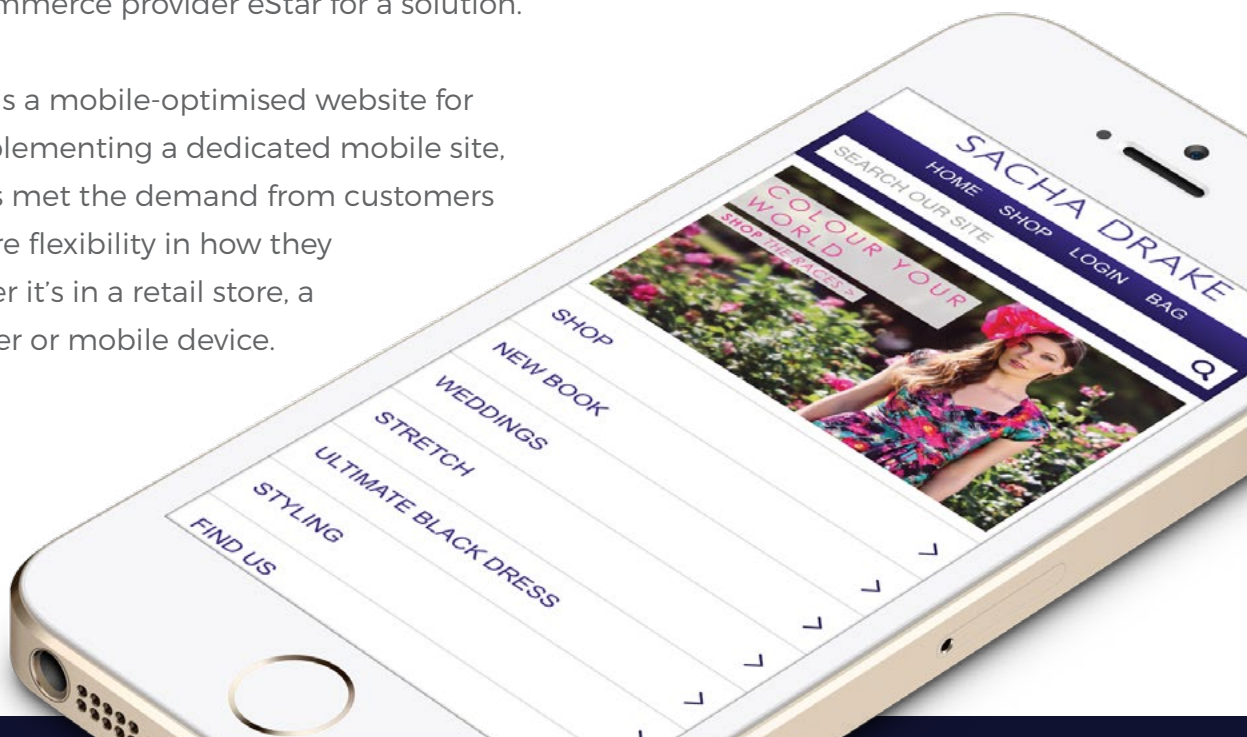 mmerce provider eStar for a solution.
s a mobile-optimised website for
plementing a dedicated mobile site,
s met the demand from customers
re flexibility in how they
er it's in a retail store, a
er or mobile device.
SACHA DRAKE
HOME SHOP LOGIN BAG
SEARCH OUR SITE
COLOUR YOUR
WORLD
SHOP THE RACES >
SHOP
NEW BOOK
WEDDINGS
STRETCH
ULTIMATE BLACK DRESS
STYLING
FIND US